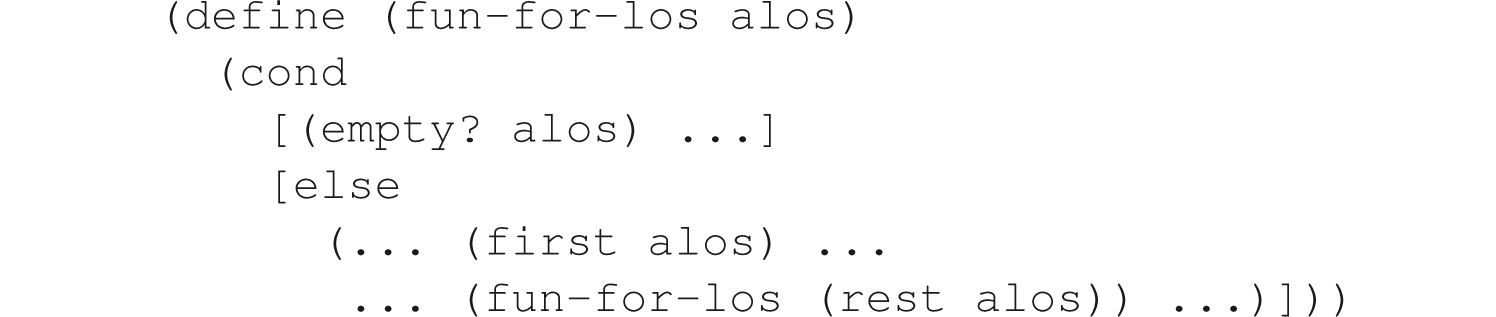 (define (fun-for-los alos)
  (cond
    [(empty? alos) ...]
    [else
      (... (first alos) ...
       ... (fun-for-los (rest alos)) ...)]))